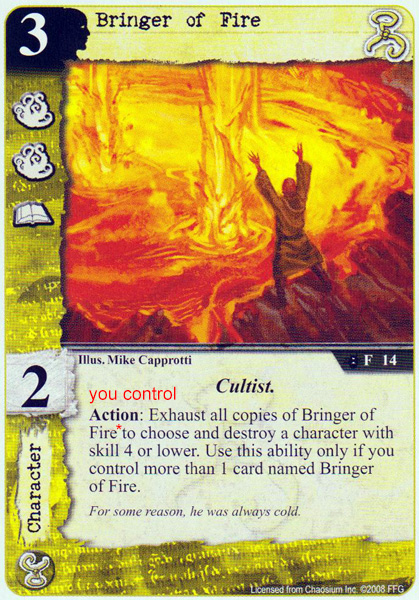 3
Bringer of Fire
Illus. Mike Capprotti
F 14
2
you control
Cultist.
Action: Exhaust all copies of Bringer of
Fire*to choose and destroy a character with
skill 4 or lower. Use this ability only if you
control more than 1 card named Bringer
of Fire.
For some reason, he was always cold.
Character
Licensed from Chaosium Inc. ©2008 FFG